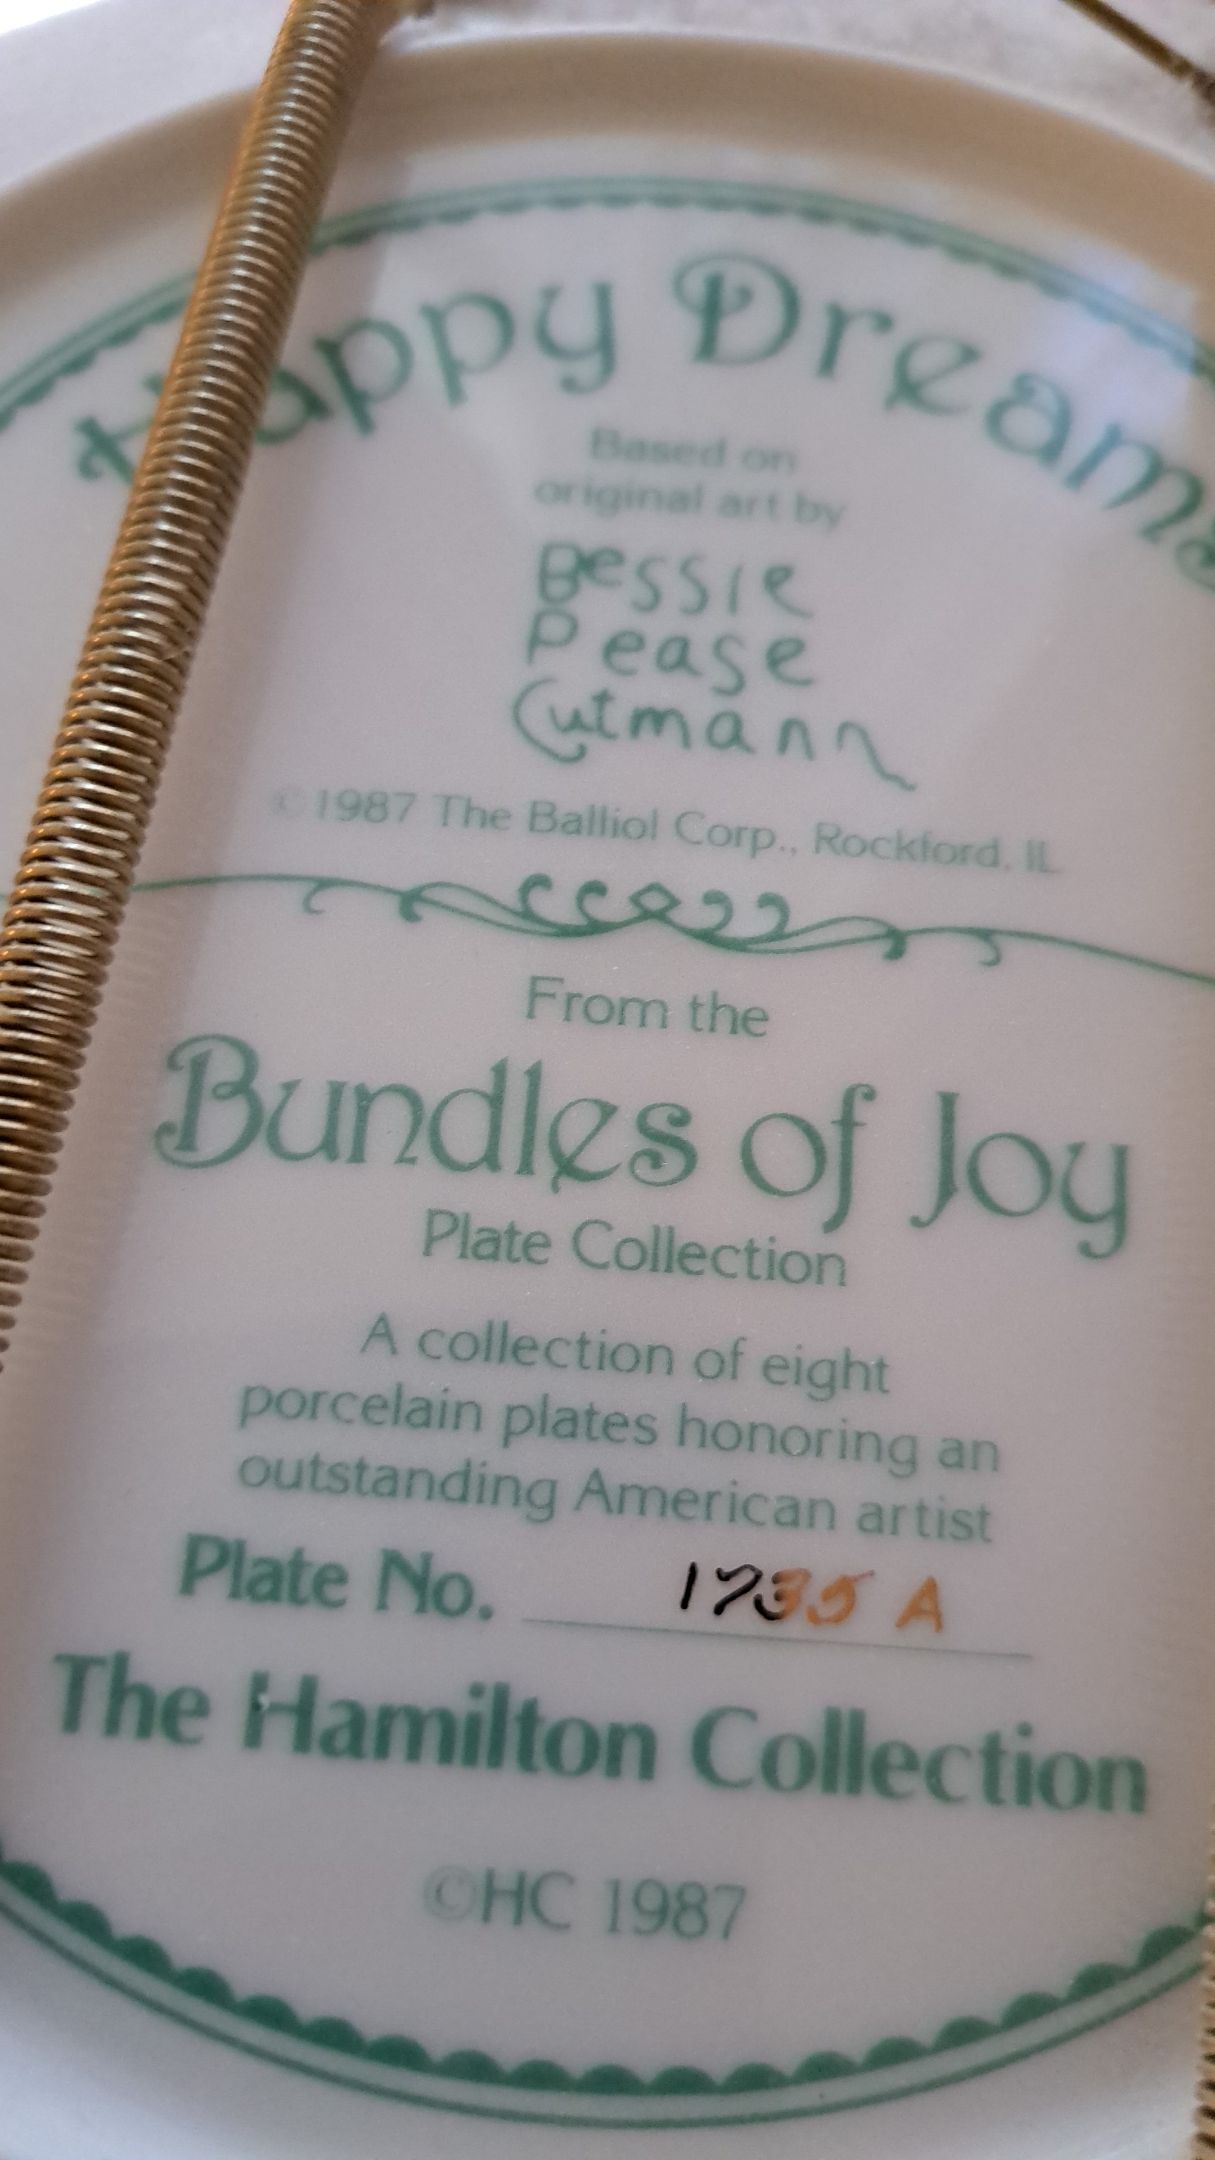 Happy Dreams
Based on
original art by
Bessie
Pease
Gutmann
©1987 The Balliol Corp., Rockford, IL
From the
Bundles of Joy
Plate Collection
A collection of eight
porcelain plates honoring an
outstanding American artist
Plate No. 1735 A
The Hamilton Collection
©HC 1987